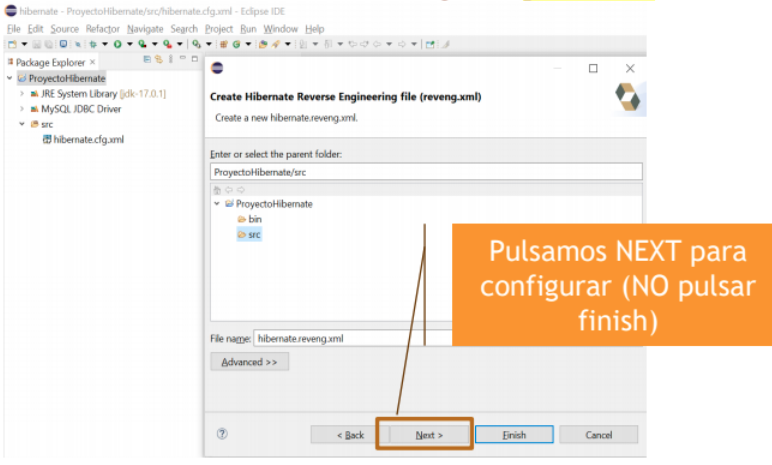 hibernate - ProyectoHibernate/src/hibernate.cfg.xml - Eclipse IDE
File Edit Source Refactor Navigate Search Project Run Window Help
Package Explorer ×
ProyectoHibernate
JRE System Library [jdk-17.0.1]
MySQL JDBC Driver
src
hibernate.cfg.xml
Create Hibernate Reverse Engineering file (reveng.xml)
Create a new hibernate.reveng.xml.
Enter or select the parent folder:
ProyectoHibernate/src
ProyectoHibernate
bin
src
File name: hibernate.reveng.xml
Advanced >>
< Back Next > Finish Cancel
Pulsamos NEXT para
configurar (NO pulsar
finish)